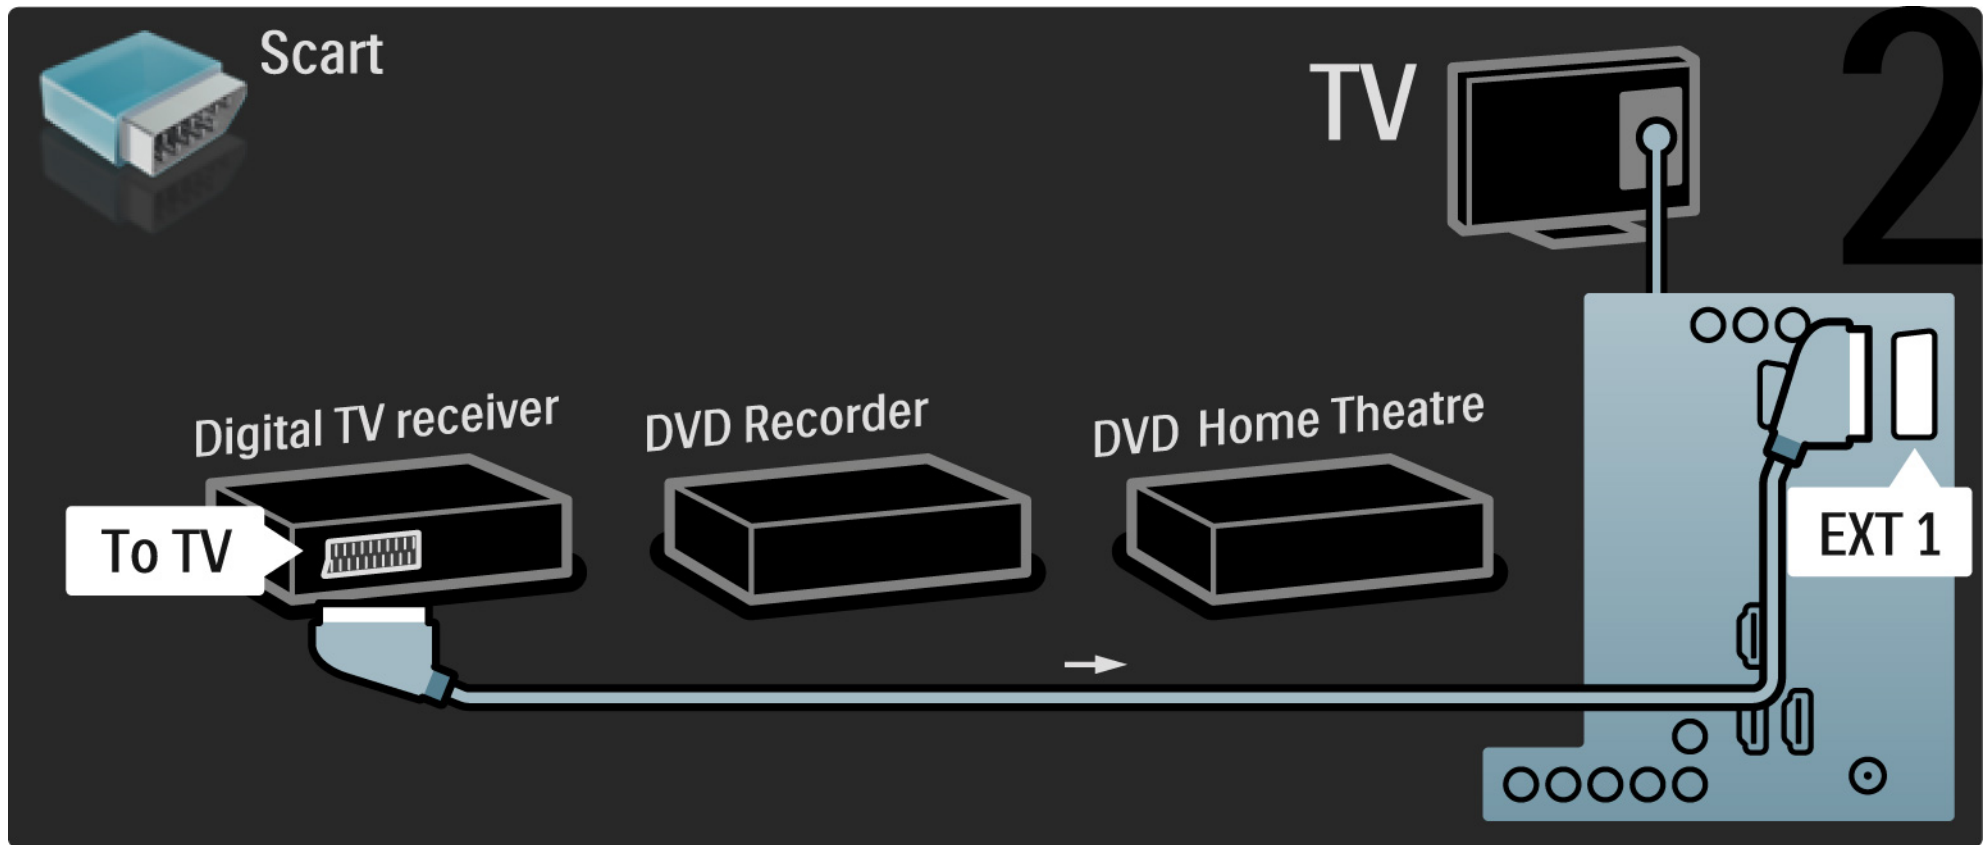 Scart
TV
2
Digital TV receiver
DVD Recorder
DVD Home Theatre
To TV
EXT 1